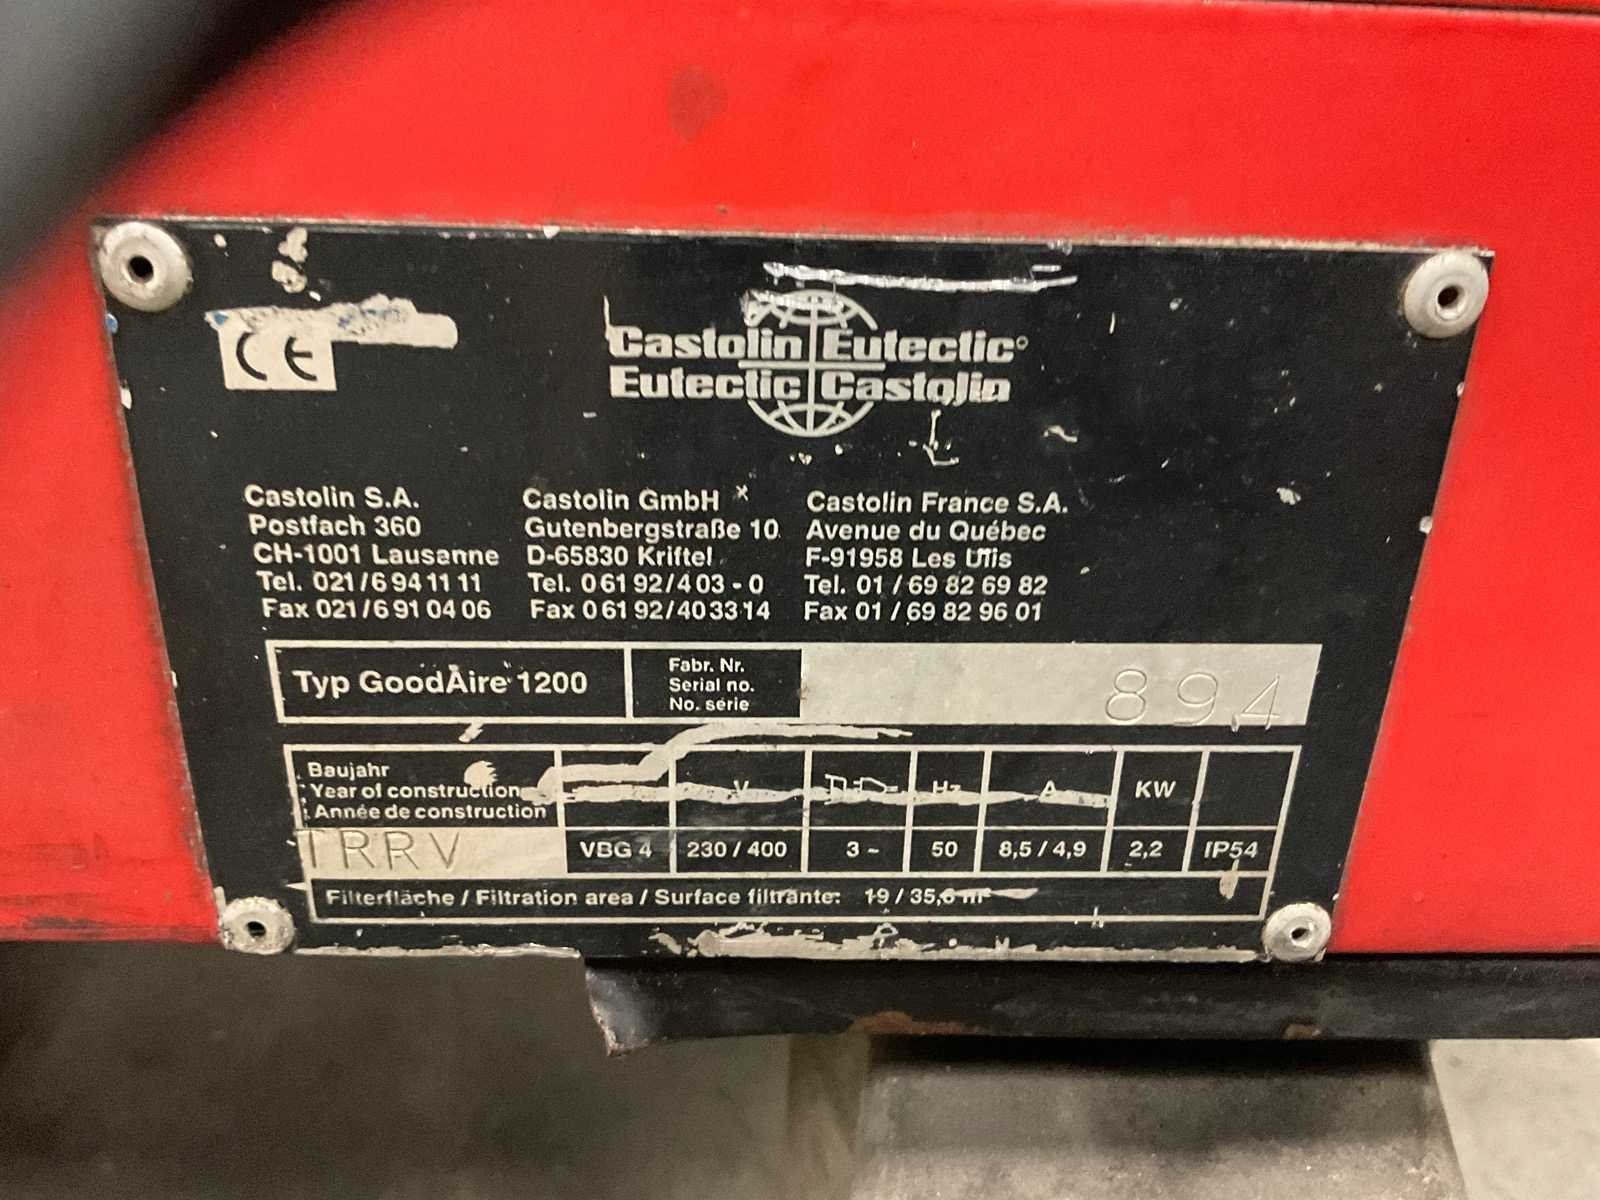 CE
Castolin Eutectic
Eutectic Castolin
Castolin S.A.
Postfach 360
CH-1001 Lausanne
Tel. 021/6 94 11 11
Fax 021/6 91 04 06
Castolin GmbH
Gutenbergstraße 10
D-65830 Kriftel
Tel. 0 61 92/4 03 - 0
Fax 0 61 92/40 33 14
Castolin France S.A.
Avenue du Québec
F-91958 Les Ulis
Tel. 01 / 69 82 69 82
Fax 01 / 69 82 96 01
Typ GoodAire 1200
Fabr. Nr.
Serial no.
No. série
894
Baujahr
Year of construction
Année de construction
V
Hz
A
KW
TRRV
VBG 4
230 / 400
3 ~
50
8,5 / 4,9
2,2
IP54
Filterfläche / Filtration area / Surface filtrante: 19 / 35,6 m²